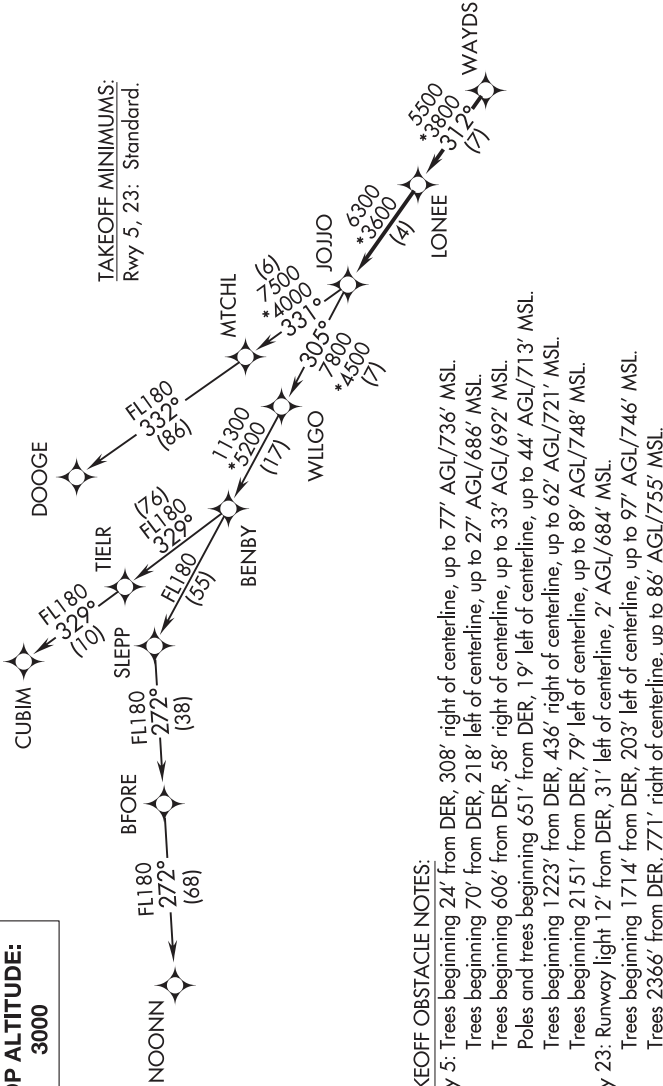 TOP ALTITUDE:
3000
TAKEOFF MINIMUMS:
Rwy 5, 23: Standard.
NOONN
FL180
272°
(68)
BFORE
FL180
272°
(38)
SLEPP
CUBIM
FL180
329°
(10)
TIELR
(76)
FL180
329°
FL180
(55)
BENBY
DOOGE
FL180
332°
(86)
MTCHL
11300
*5200
(17)
WLLGO
(6)
7500
*4000
331°
305°
7800
*4500
(7)
JOJJO
6300
*3600
(4)
LONEE
5500
*3800
312°
(7)
WAYDS
KEOFF OBSTACLE NOTES:
y 5: Trees beginning 24' from DER, 308' right of centerline, up to 77' AGL/736' MSL.
Trees beginning 70' from DER, 218' left of centerline, up to 27' AGL/686' MSL.
Trees beginning 606' from DER, 58' right of centerline, up to 33' AGL/692' MSL.
Poles and trees beginning 651' from DER, 19' left of centerline, up to 44' AGL/713' MSL.
Trees beginning 1223' from DER, 436' right of centerline, up to 62' AGL/721' MSL.
Trees beginning 2151' from DER, 79' left of centerline, up to 89' AGL/748' MSL.
y 23: Runway light 12' from DER, 31' left of centerline, 2' AGL/684' MSL.
Trees beginning 1714' from DER, 203' left of centerline, up to 97' AGL/746' MSL.
Trees 2366' from DER, 771' right of centerline, up to 86' AGL/755' MSL.